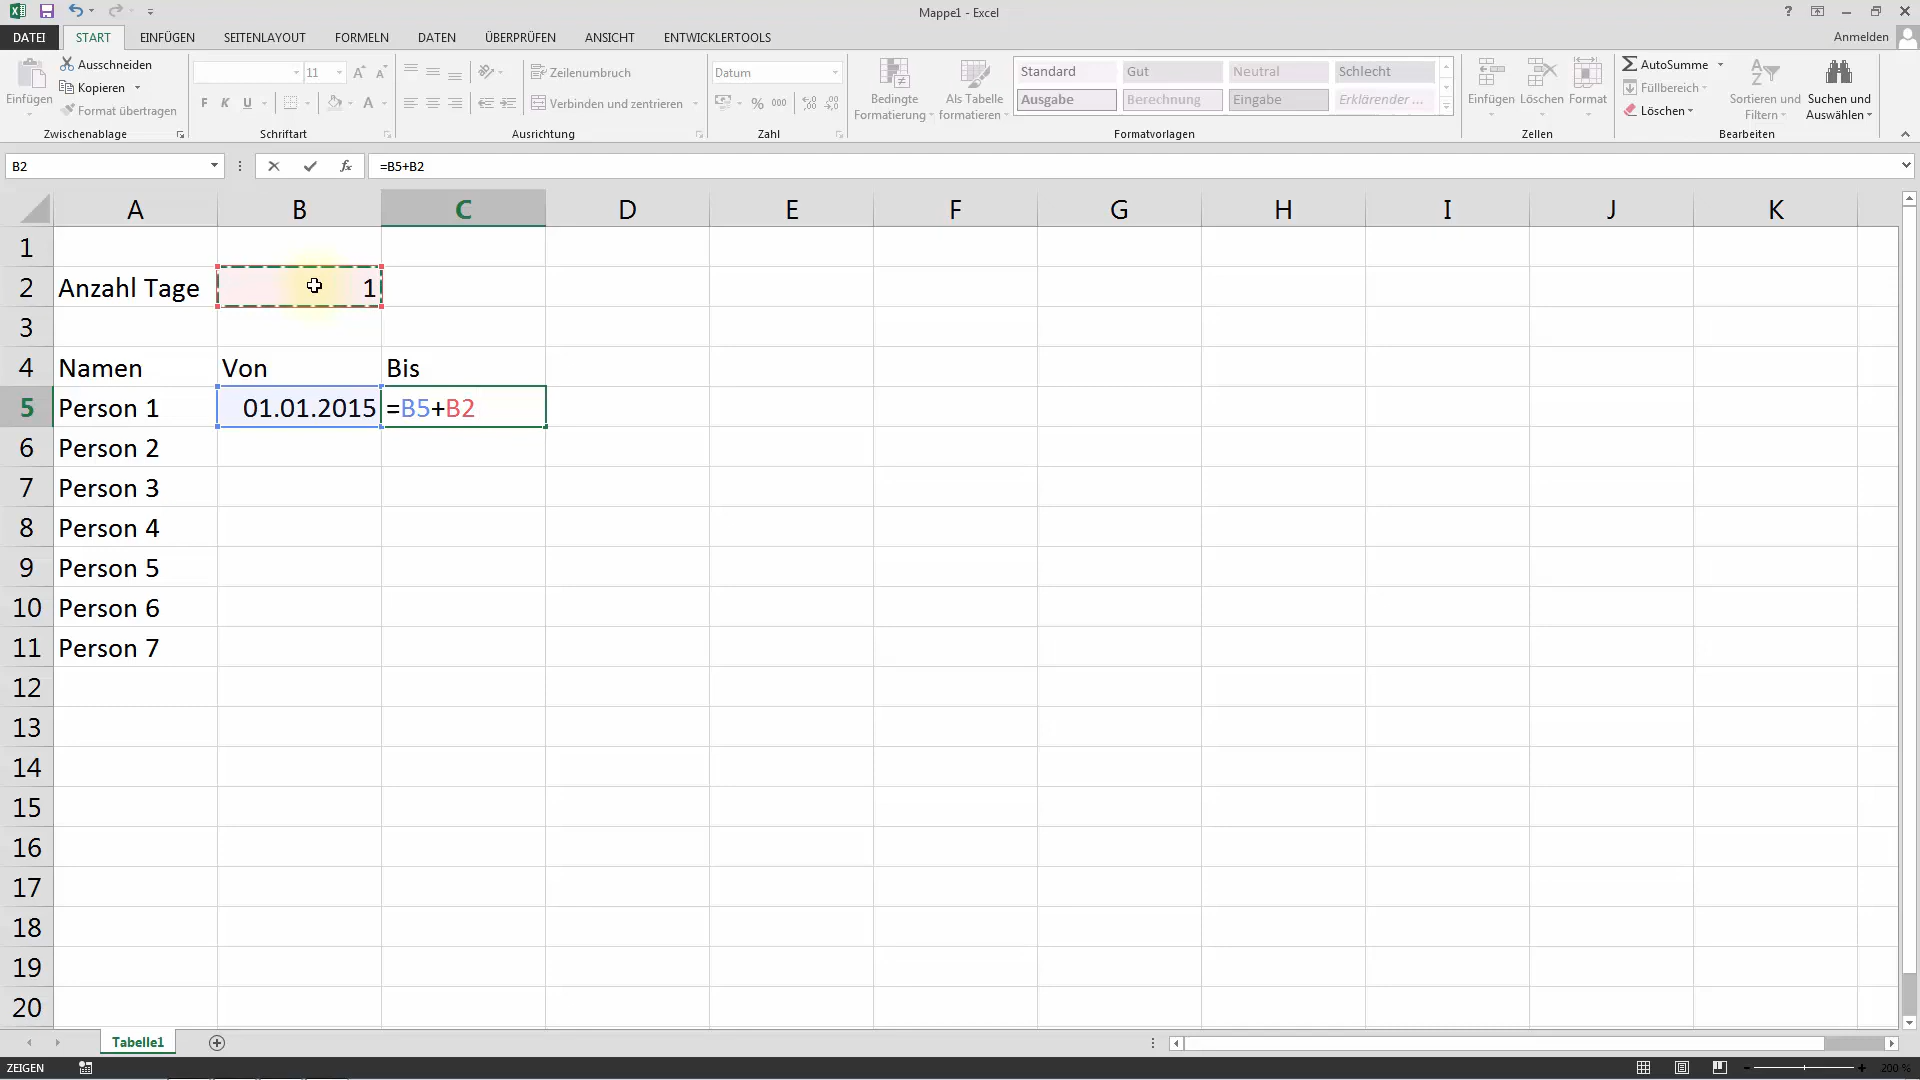 Mappe1 - Excel
?
DATEI START EINFÜGEN SEITENLAYOUT FORMELN DATEN ÜBERPRÜFEN ANSICHT ENTWICKLERTOOLS
Anmelden
Einfügen
Ausschneiden
Kopieren
Format übertragen
Zwischenablage
11
F K U
Schriftart
Zeilenumbruch
Verbinden und zentrieren
Ausrichtung
Datum
% 000
Zahl
Bedingte
Formatierung
Als Tabelle
formatieren
Standard Gut Neutral Schlecht
Ausgabe Berechnung Eingabe Erklärender ...
Formatvorlagen
Einfügen Löschen Format
Zellen
AutoSumme
Füllbereich
Löschen
Sortieren und
Filtern
Suchen und
Auswählen
Bearbeiten
B2 fx =B5+B2
A B C D E F G H I J K
1
2 Anzahl Tage 1
3
4 Namen Von Bis
5 Person 1 01.01.2015 =B5+B2
6 Person 2
7 Person 3
8 Person 4
9 Person 5
10 Person 6
11 Person 7
12
13
14
15
16
17
18
19
20
Tabelle1
ZEIGEN
200 %